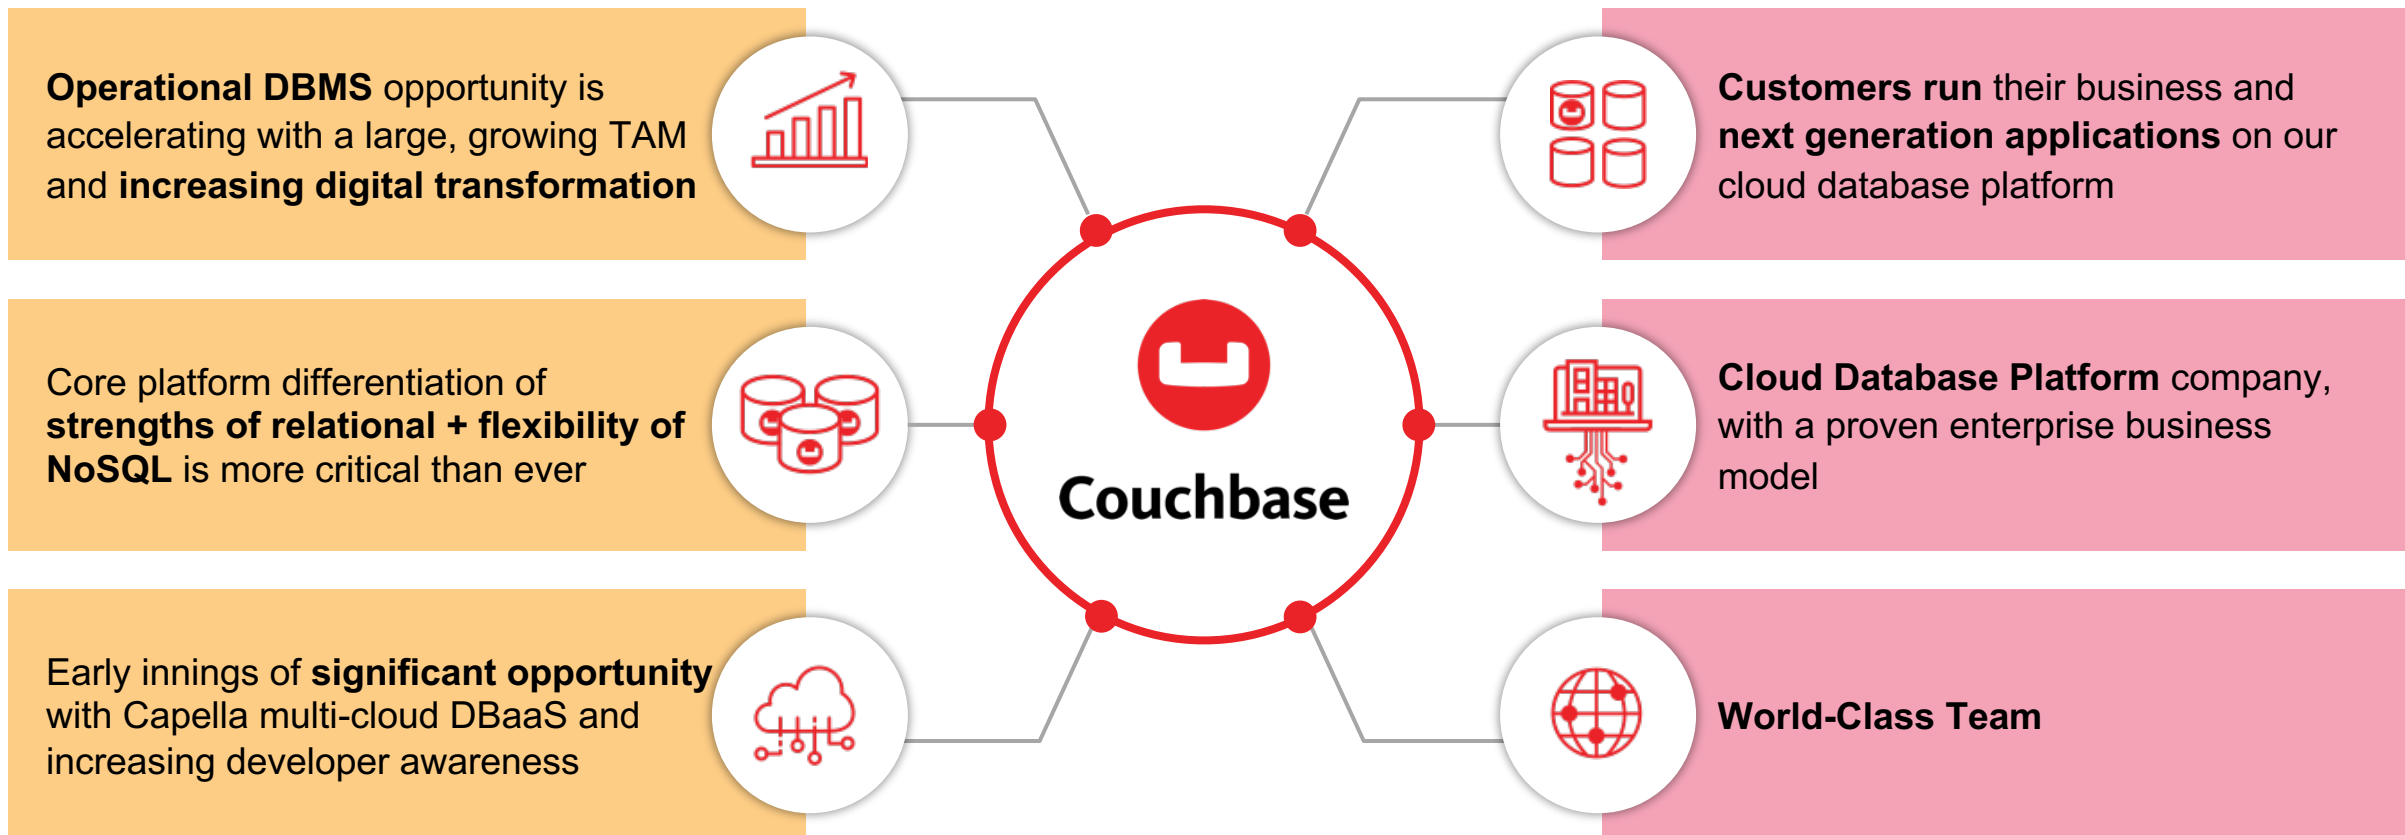 Operational DBMS opportunity is
accelerating with a large, growing TAM
and increasing digital transformation
Core platform differentiation of
strengths of relational + flexibility of
NoSQL is more critical than ever
Early innings of significant opportunity
with Capella multi-cloud DBaaS and
increasing developer awareness
Couchbase
Customers run their business and
next generation applications on our
cloud database platform
Cloud Database Platform company,
with a proven enterprise business
model
World-Class Team